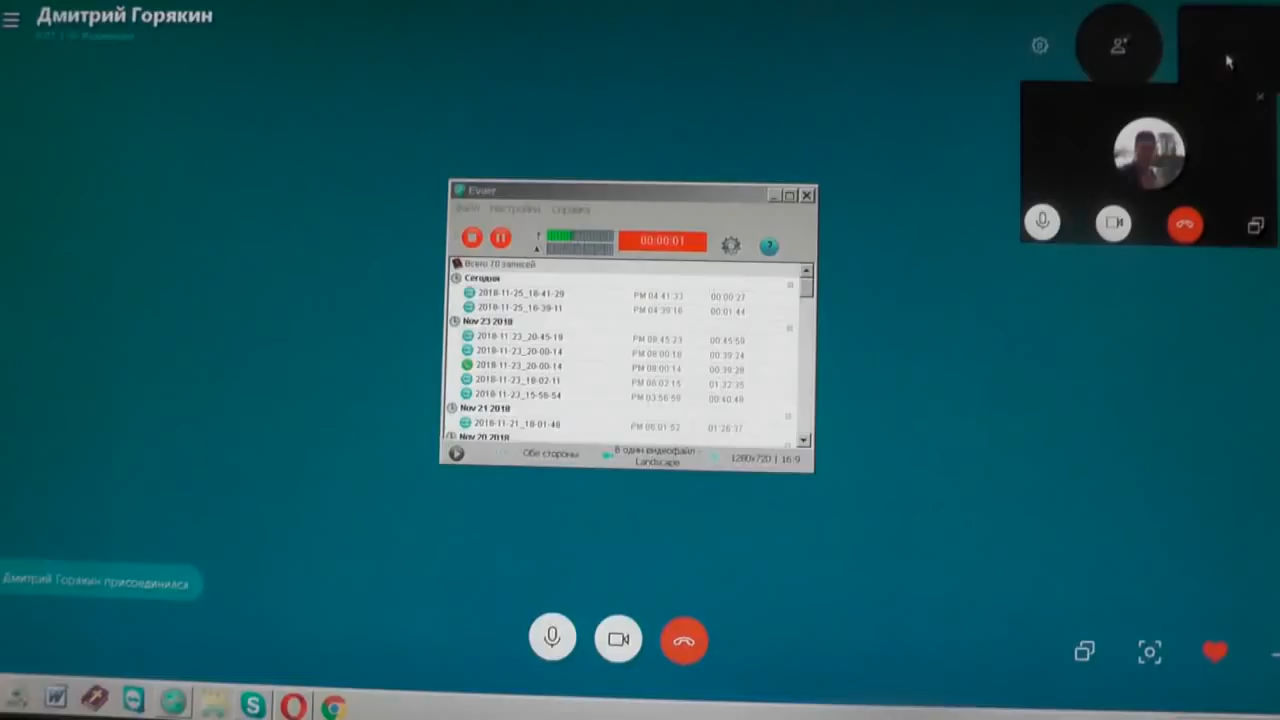 Дмитрий Горякин
Evaer
Файл Настройки Справка
00:00:01
?
Всего 70 записей
Сегодня
2018-11-25_16-41-29 PM 04:41:33 00:00:27
2018-11-25_16-39-11 PM 04:39:16 00:01:44
Nov 23 2018
2018-11-23_20-45-19 PM 08:45:23 00:45:59
2018-11-23_20-00-14 PM 08:00:18 00:39:24
2018-11-23_20-00-14 PM 08:00:14 00:39:28
2018-11-23_18-02-11 PM 06:02:15 01:32:35
2018-11-23_15-56-54 PM 03:56:59 00:40:48
Nov 21 2018
2018-11-21_18-01-48 PM 06:01:52 01:26:37
Nov 20 2018
Обе стороны
В один видеофайл -
Landscape
1280x720 | 16:9
Дмитрий Горякин присоединился